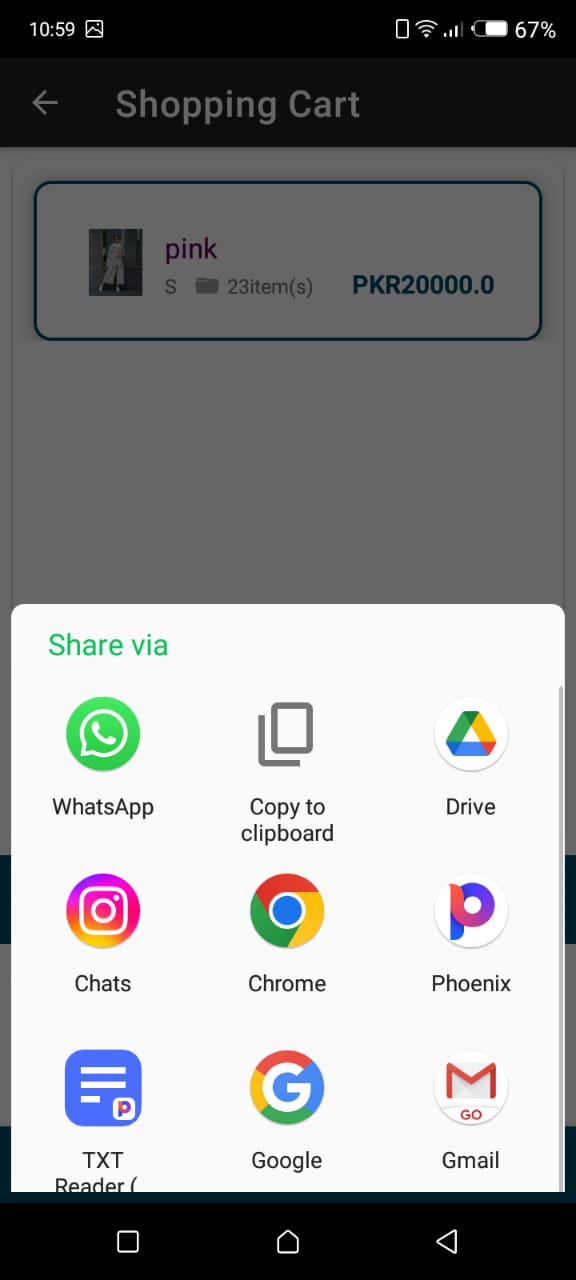 10:59 67%
Shopping Cart
pink
S 23item(s) PKR20000.0
Share via
WhatsApp
Copy to
clipboard
Drive
Chats
Chrome
Phoenix
TXT
Reader (
GO
Google
Gmail